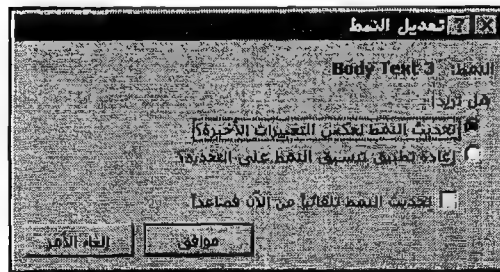 تعديل النمط
النمط: Body Text 3
هل تريد:
تحديث النمط لعكس التغييرات الأخيرة؟
إعادة تطبيق تنسيق النمط على التحديد؟
تحديث النمط تلقائياً من الآن فصاعداً
موافق
إلغاء الأمر